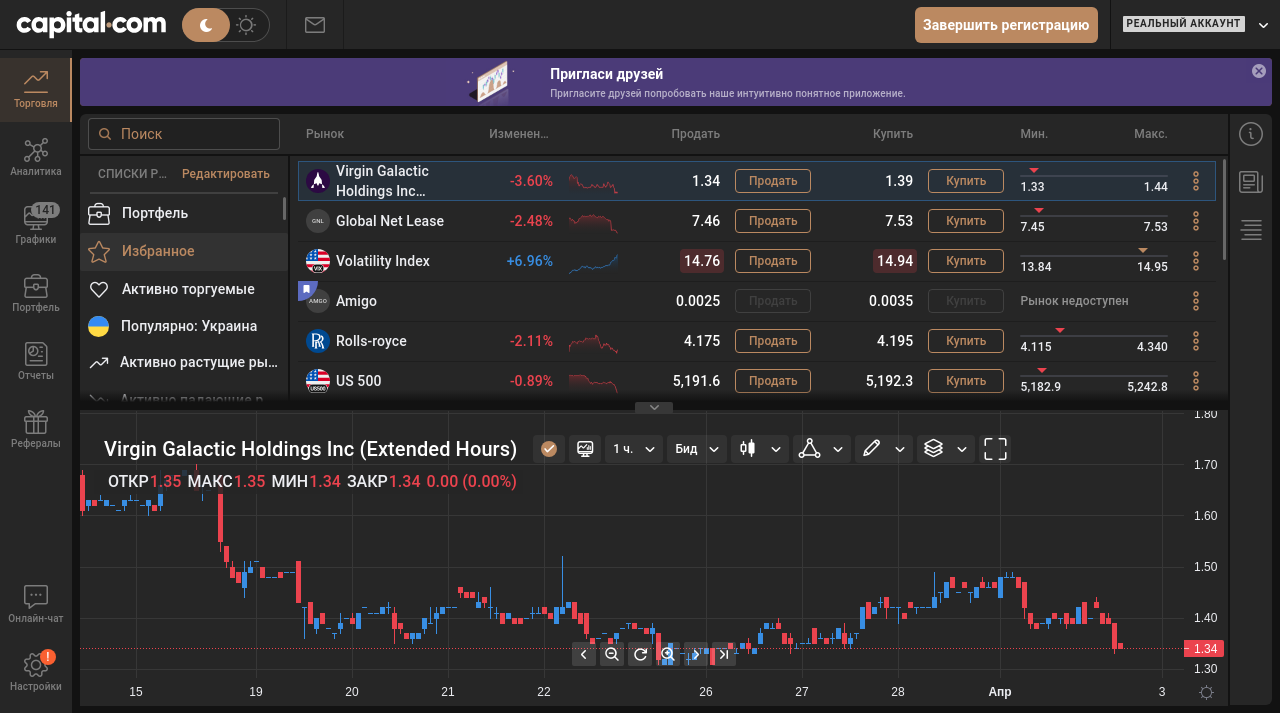 capital.com
Завершить регистрацию
РЕАЛЬНЫЙ АККАУНТ
Торговля
Аналитика
141
Графики
Портфель
Отчеты
Рефералы
Онлайн-чат
!
Настройки
Пригласи друзей
Пригласите друзей попробовать наше интуитивно понятное приложение.
Поиск
СПИСКИ Р... Редактировать
Портфель
Избранное
Активно торгуемые
Популярно: Украина
Активно растущие ры...
Активно падающие р
Рынок Изменен... Продать Купить Мин. Макс.
Virgin Galactic
Holdings Inc... -3.60% 1.34 Продать 1.39 Купить 1.33 1.44
GNL Global Net Lease -2.48% 7.46 Продать 7.53 Купить 7.45 7.53
VIX Volatility Index +6.96% 14.76 Продать 14.94 Купить 13.84 14.95
AMGO Amigo 0.0025 Продать 0.0035 Купить Рынок недоступен
Rolls-royce -2.11% 4.175 Продать 4.195 Купить 4.115 4.340
US500 US 500 -0.89% 5,191.6 Продать 5,192.3 Купить 5,182.9 5,242.8
Virgin Galactic Holdings Inc (Extended Hours) 1 ч. Бид
ОТКР 1.35 МАКС 1.35 МИН 1.34 ЗАКР 1.34 0.00 (0.00%)
1.80
1.70
1.60
1.50
1.40
1.34
1.30
15 19 20 21 22 26 27 28 Апр 3